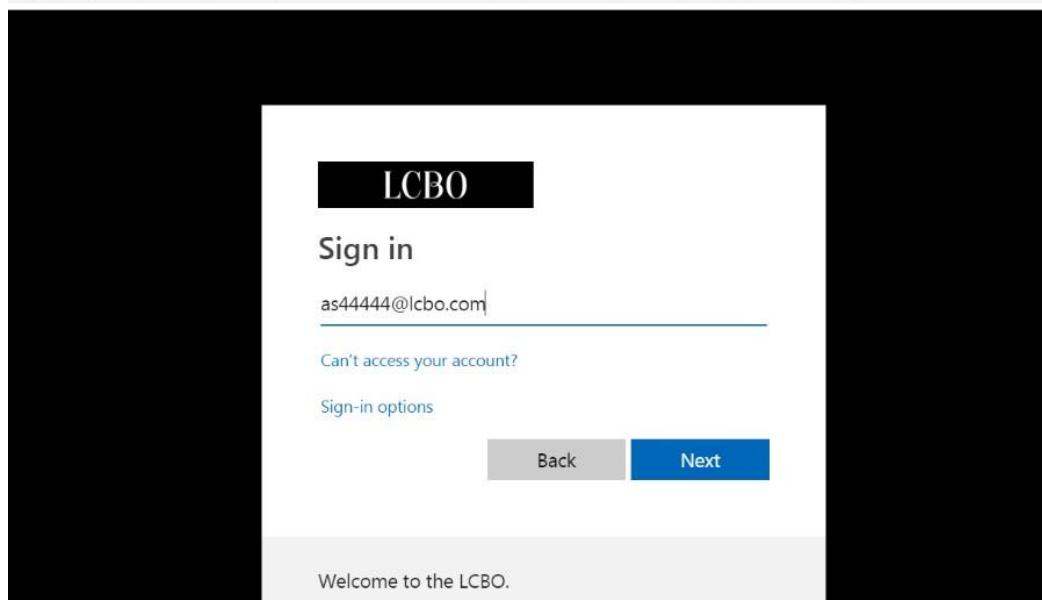 LCBO
Sign in
as44444@lcbo.com
Can't access your account?
Sign-in options
Back Next
Welcome to the LCBO.